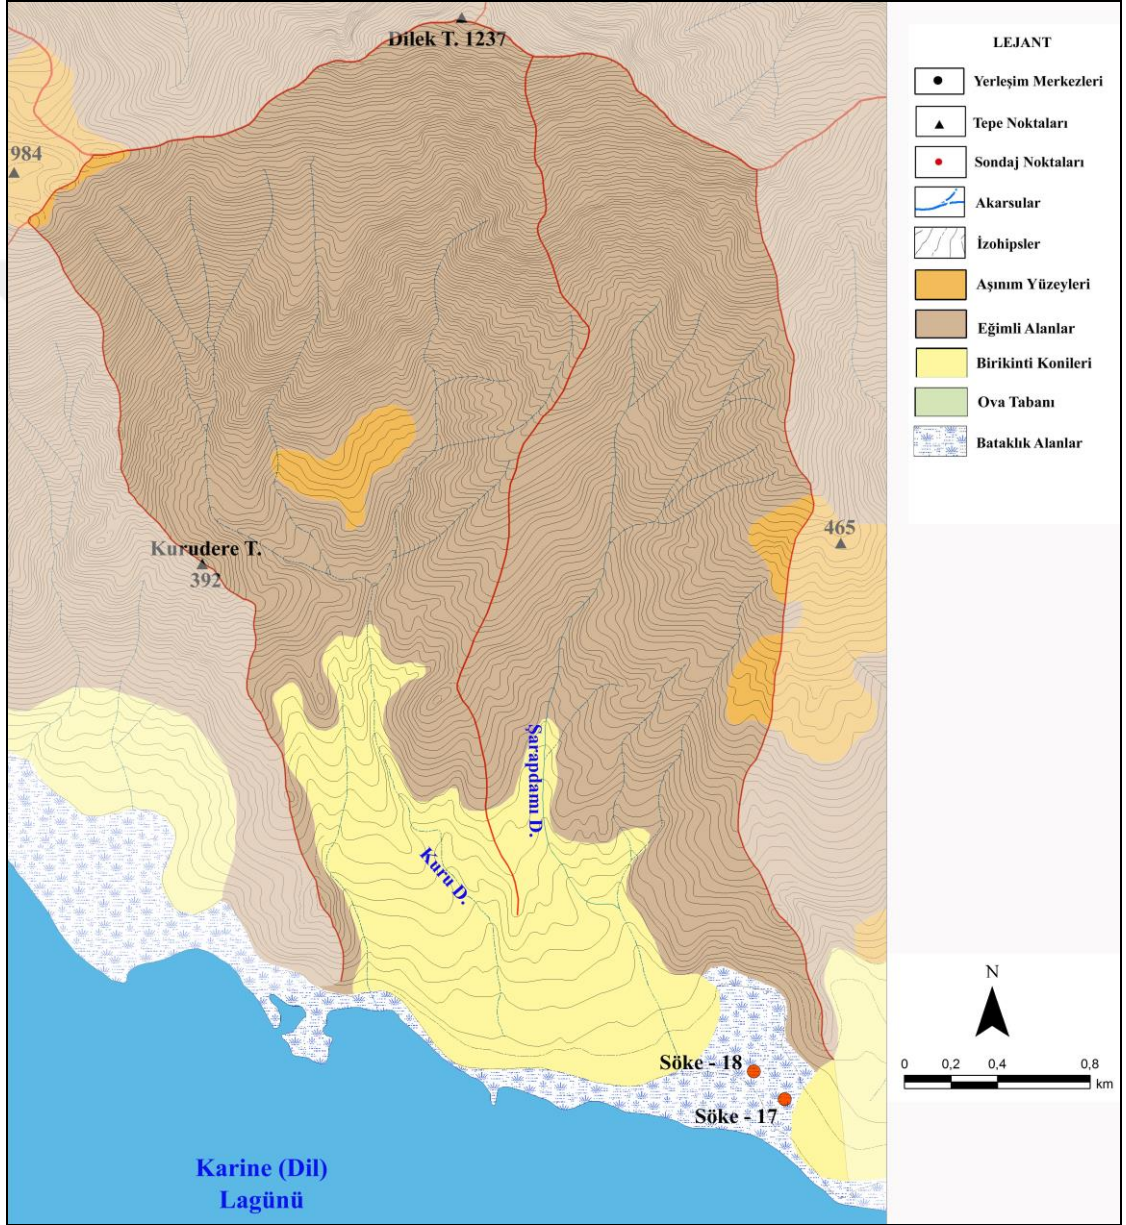 Dilek T. 1237
984
Kurudere T.
392
465
Şarapdamı D.
Kuru D.
Söke - 18
Söke - 17
Karine (Dil)
Lagünü
LEJANT
Yerleşim Merkezleri
Tepe Noktaları
Sondaj Noktaları
Akarsular
İzohipsler
Aşınım Yüzeyleri
Eğimli Alanlar
Birikinti Konileri
Ova Tabanı
Bataklık Alanlar
N
0 0,2 0,4 0,8
km